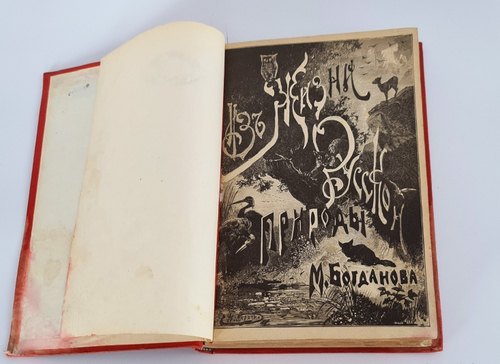 Изъ Жизни
Русской
Природы
М. Богданова